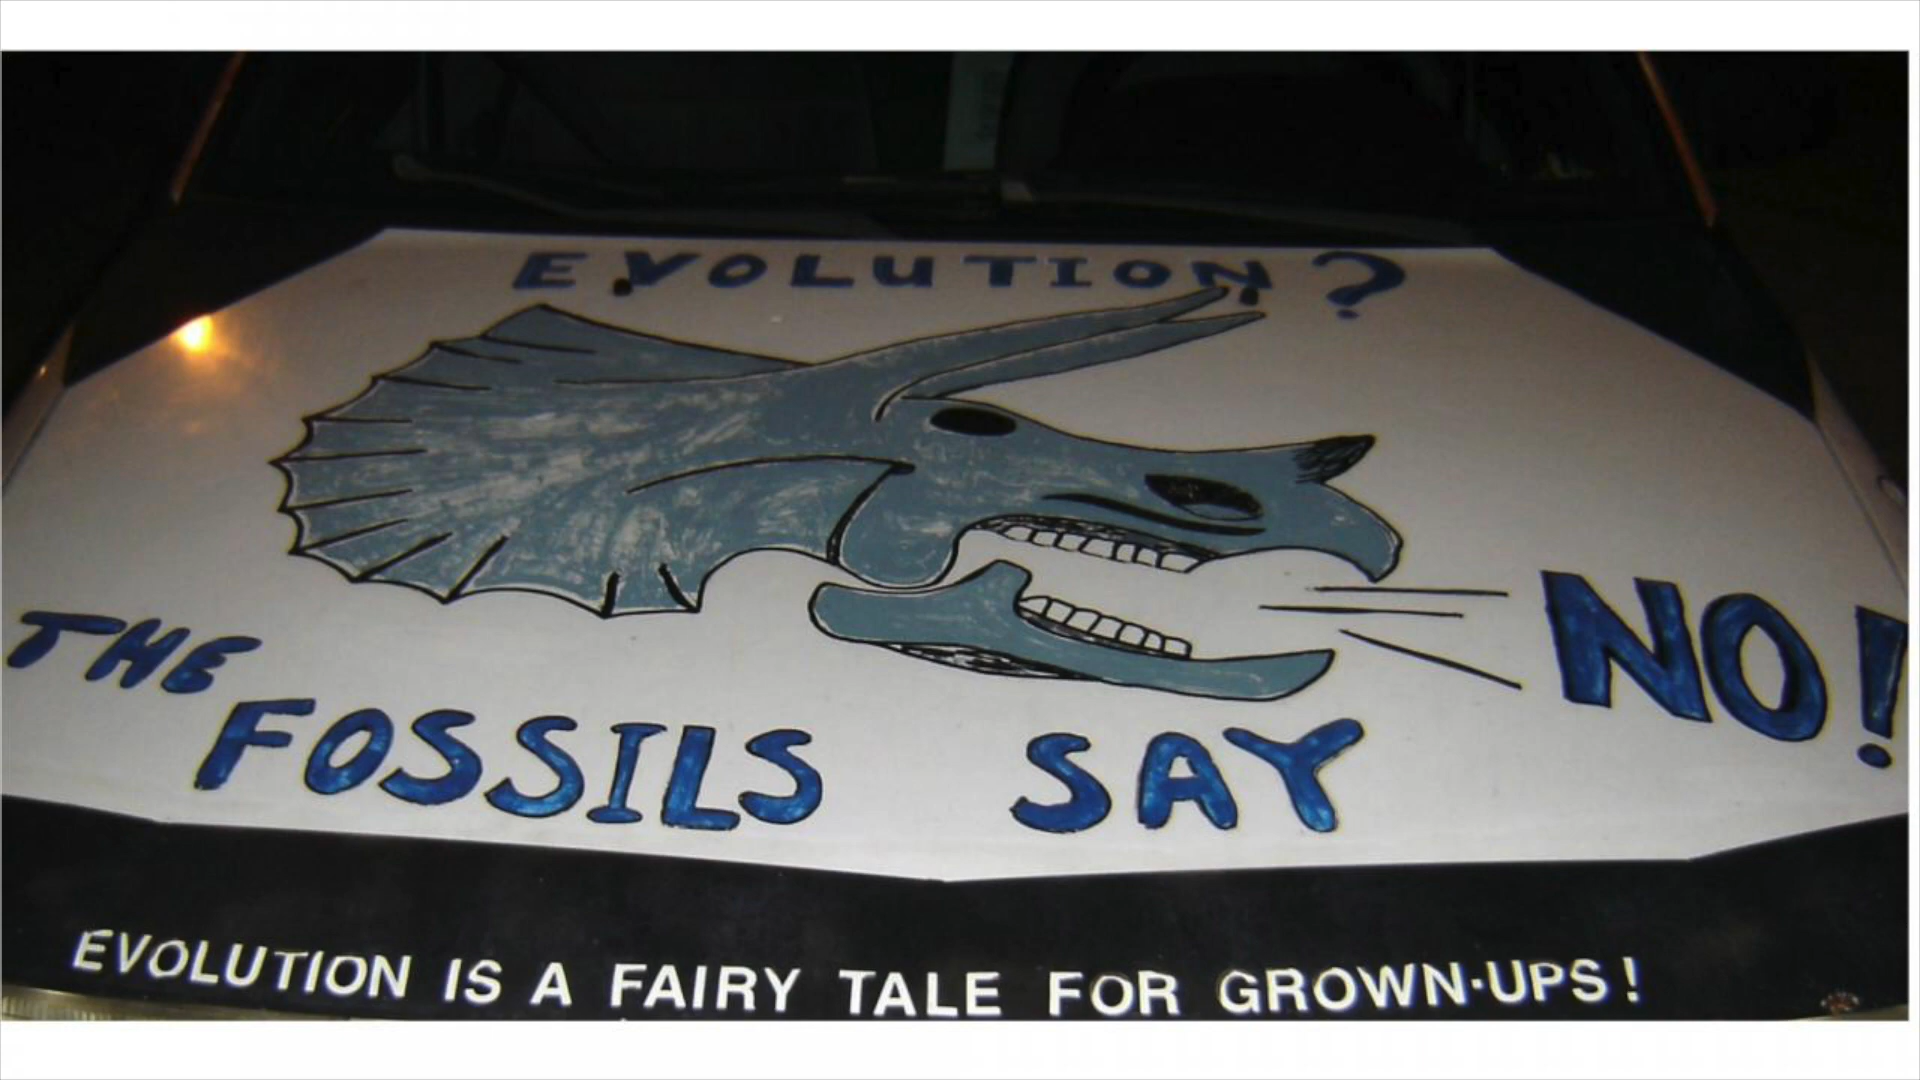 EVOLUTION?
THE
FOSSILS SAY
NO!
EVOLUTION IS A FAIRY TALE FOR GROWN-UPS!